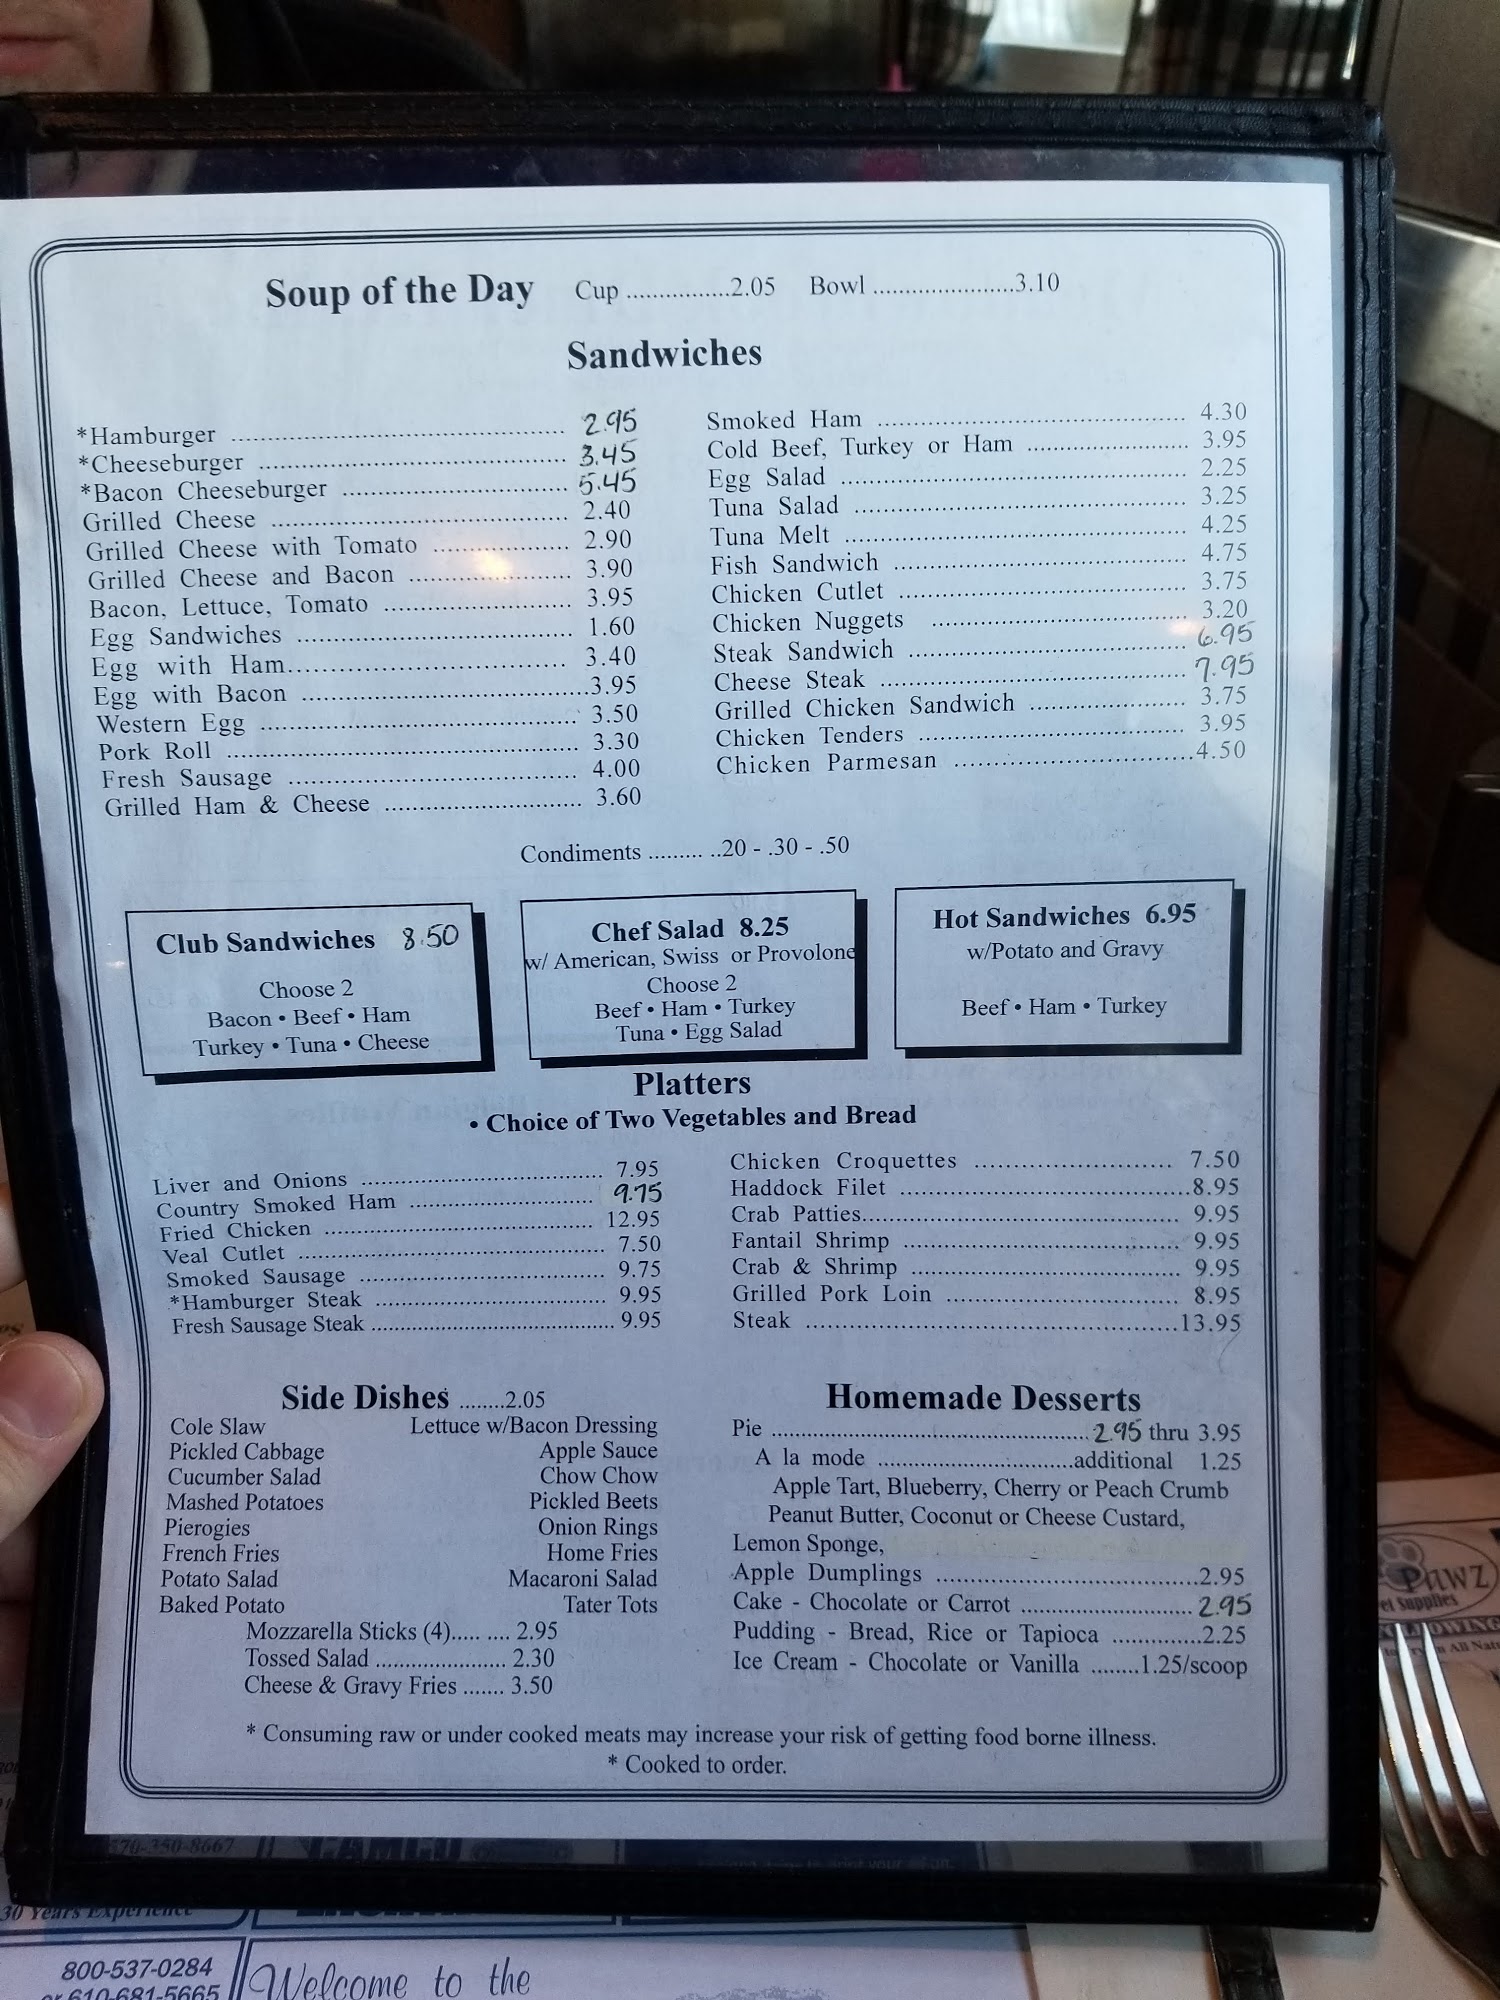 Soup of the Day Cup ................2.05 Bowl ......................3.10
Sandwiches
*Hamburger ........ 2.95
*Cheeseburger ........ 3.45
*Bacon Cheeseburger ........ 5.45
Grilled Cheese ........ 2.40
Grilled Cheese with Tomato ........ 2.90
Grilled Cheese and Bacon ........ 3.90
Bacon, Lettuce, Tomato ........ 3.95
Egg Sandwiches ........ 1.60
Egg with Ham........ 3.40
Egg with Bacon ........3.95
Western Egg ........ 3.50
Pork Roll ........ 3.30
Fresh Sausage ........ 4.00
Grilled Ham & Cheese ........ 3.60
Smoked Ham ........ 4.30
Cold Beef, Turkey or Ham ........ 3.95
Egg Salad ........ 2.25
Tuna Salad ........ 3.25
Tuna Melt ........ 4.25
Fish Sandwich ........ 4.75
Chicken Cutlet ........ 3.75
Chicken Nuggets ........ 3.20
Steak Sandwich ........ 6.95
Cheese Steak ........ 7.95
Grilled Chicken Sandwich ........ 3.75
Chicken Tenders ........ 3.95
Chicken Parmesan ........4.50
Condiments ......... ..20 - .30 - .50
Club Sandwiches 8.50
Choose 2
Bacon • Beef • Ham
Turkey • Tuna • Cheese
Chef Salad 8.25
w/ American, Swiss or Provolone
Choose 2
Beef • Ham • Turkey
Tuna • Egg Salad
Hot Sandwiches 6.95
w/Potato and Gravy
Beef • Ham • Turkey
Platters
• Choice of Two Vegetables and Bread
Liver and Onions ........ 7.95
Country Smoked Ham ........ 9.75
Fried Chicken ........ 12.95
Veal Cutlet ........ 7.50
Smoked Sausage ........ 9.75
*Hamburger Steak ........ 9.95
Fresh Sausage Steak ........ 9.95
Chicken Croquettes ........ 7.50
Haddock Filet ........8.95
Crab Patties........ 9.95
Fantail Shrimp ........ 9.95
Crab & Shrimp ........ 9.95
Grilled Pork Loin ........ 8.95
Steak ........13.95
Side Dishes ........2.05
Cole Slaw Lettuce w/Bacon Dressing
Pickled Cabbage Apple Sauce
Cucumber Salad Chow Chow
Mashed Potatoes Pickled Beets
Pierogies Onion Rings
French Fries Home Fries
Potato Salad Macaroni Salad
Baked Potato Tater Tots
Mozzarella Sticks (4)..... .... 2.95
Tossed Salad ...................... 2.30
Cheese & Gravy Fries ....... 3.50
Homemade Desserts
Pie ........2.95 thru 3.95
A la mode ........additional 1.25
Apple Tart, Blueberry, Cherry or Peach Crumb
Peanut Butter, Coconut or Cheese Custard,
Lemon Sponge,
Apple Dumplings ........2.95
Cake - Chocolate or Carrot ........ 2.95
Pudding - Bread, Rice or Tapioca ..............2.25
Ice Cream - Chocolate or Vanilla ........1.25/scoop
* Consuming raw or under cooked meats may increase your risk of getting food borne illness.
* Cooked to order.
30 Years Experience
800-537-0284
or 610-681-5665
Welcome to the
PAWZ